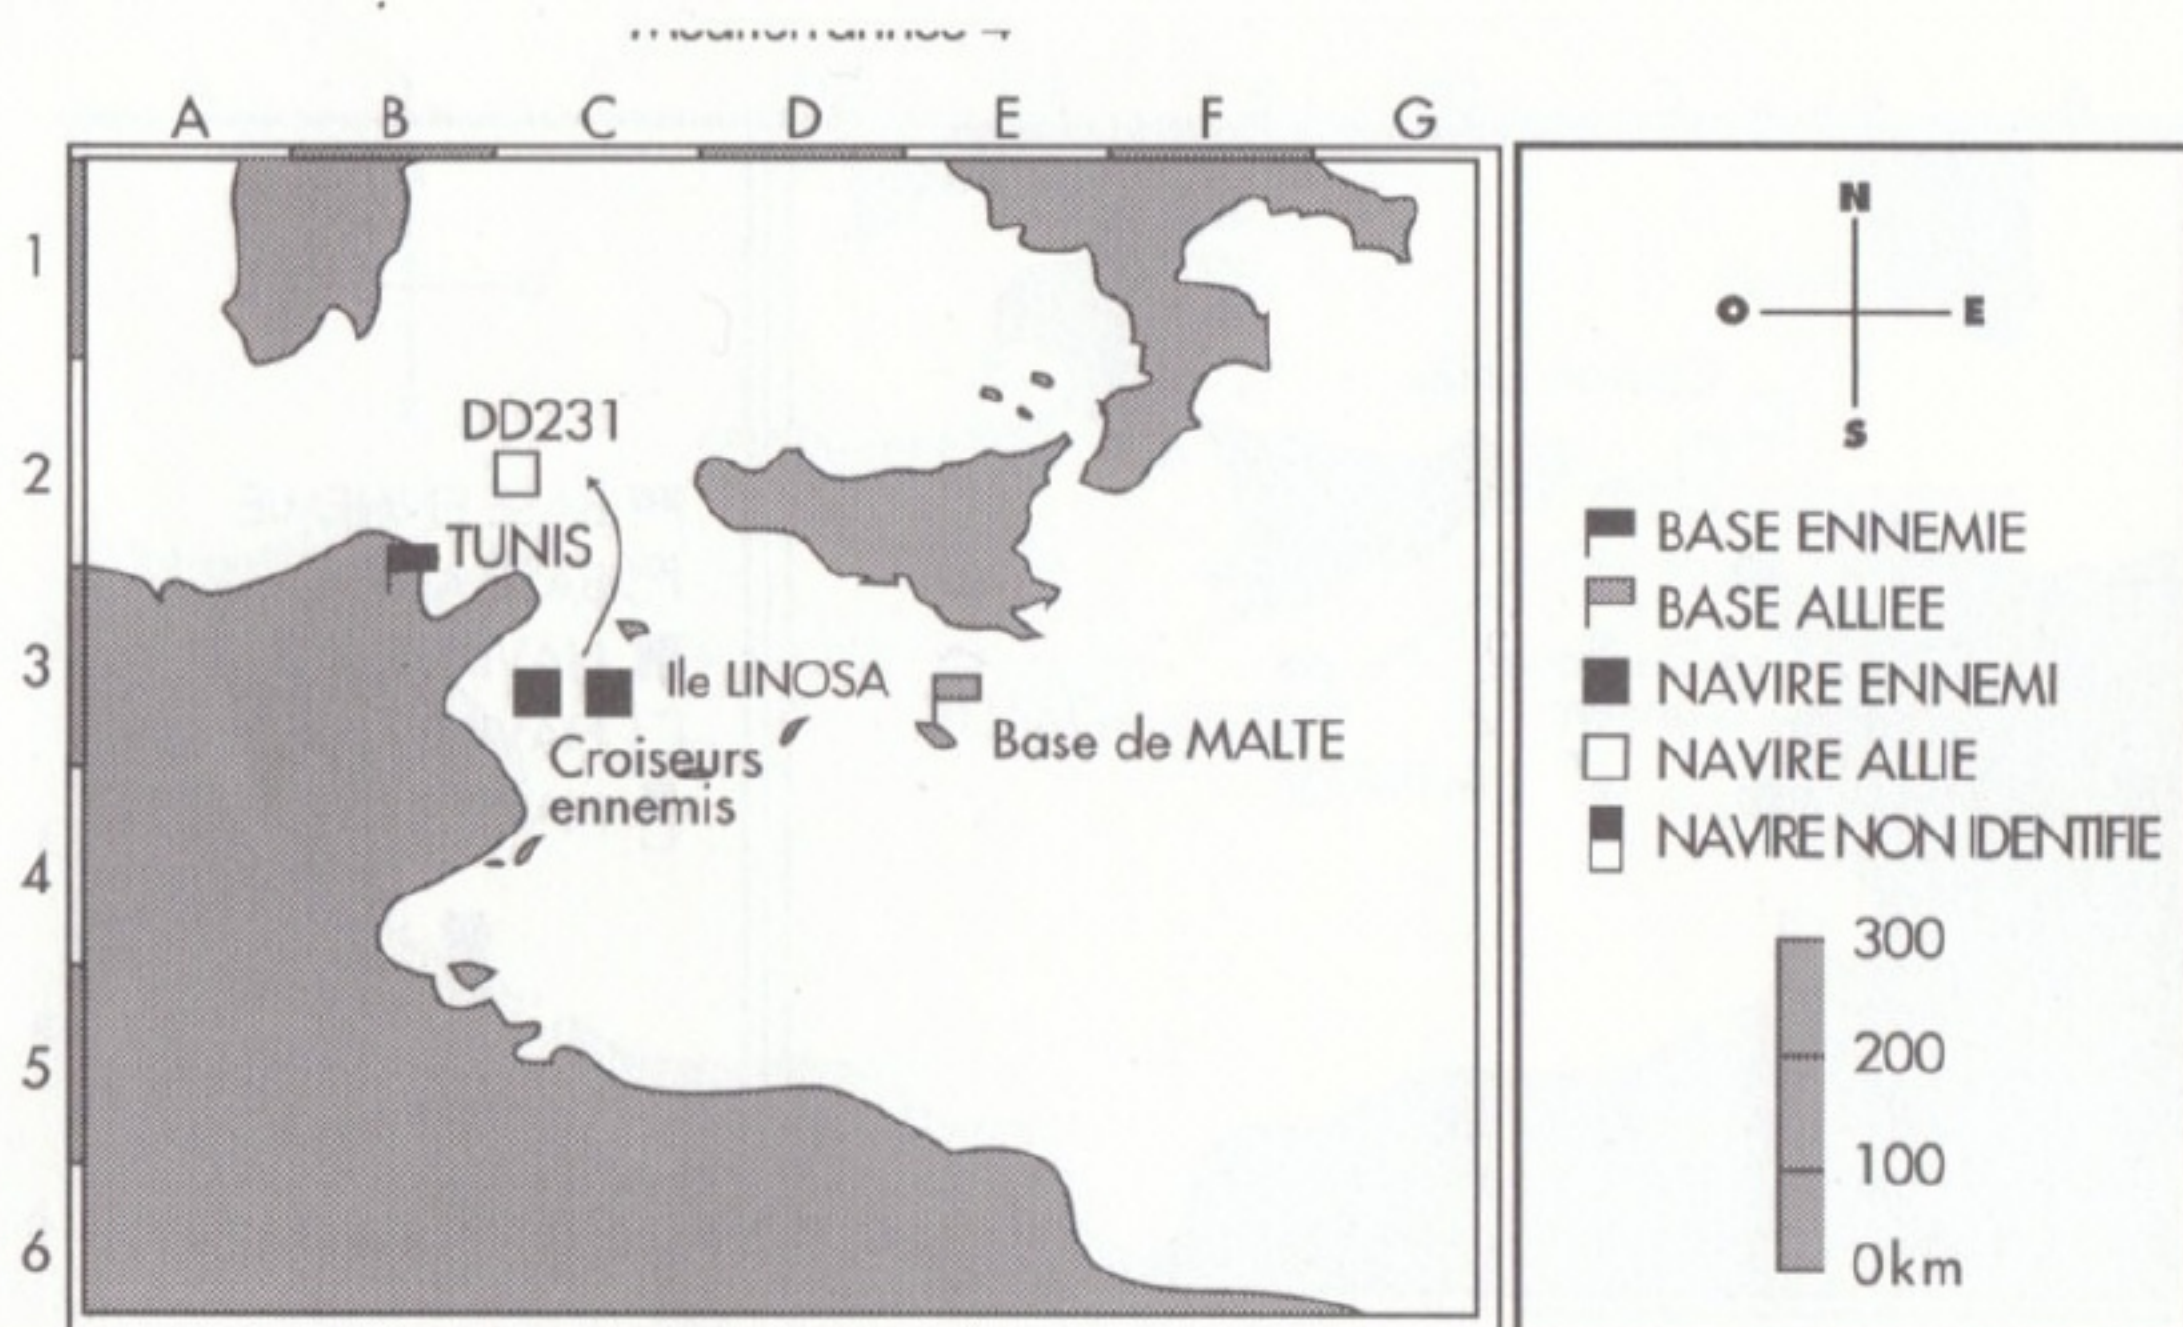 A B C D E F G
1
2
3
4
5
6
DD231
TUNIS
Ile LINOSA
Croiseurs
ennemis
Base de MALTE
N
O E
S
BASE ENNEMIE
BASE ALLIEE
NAVIRE ENNEMI
NAVIRE ALLIE
NAVIRE NON IDENTIFIE
300
200
100
0km